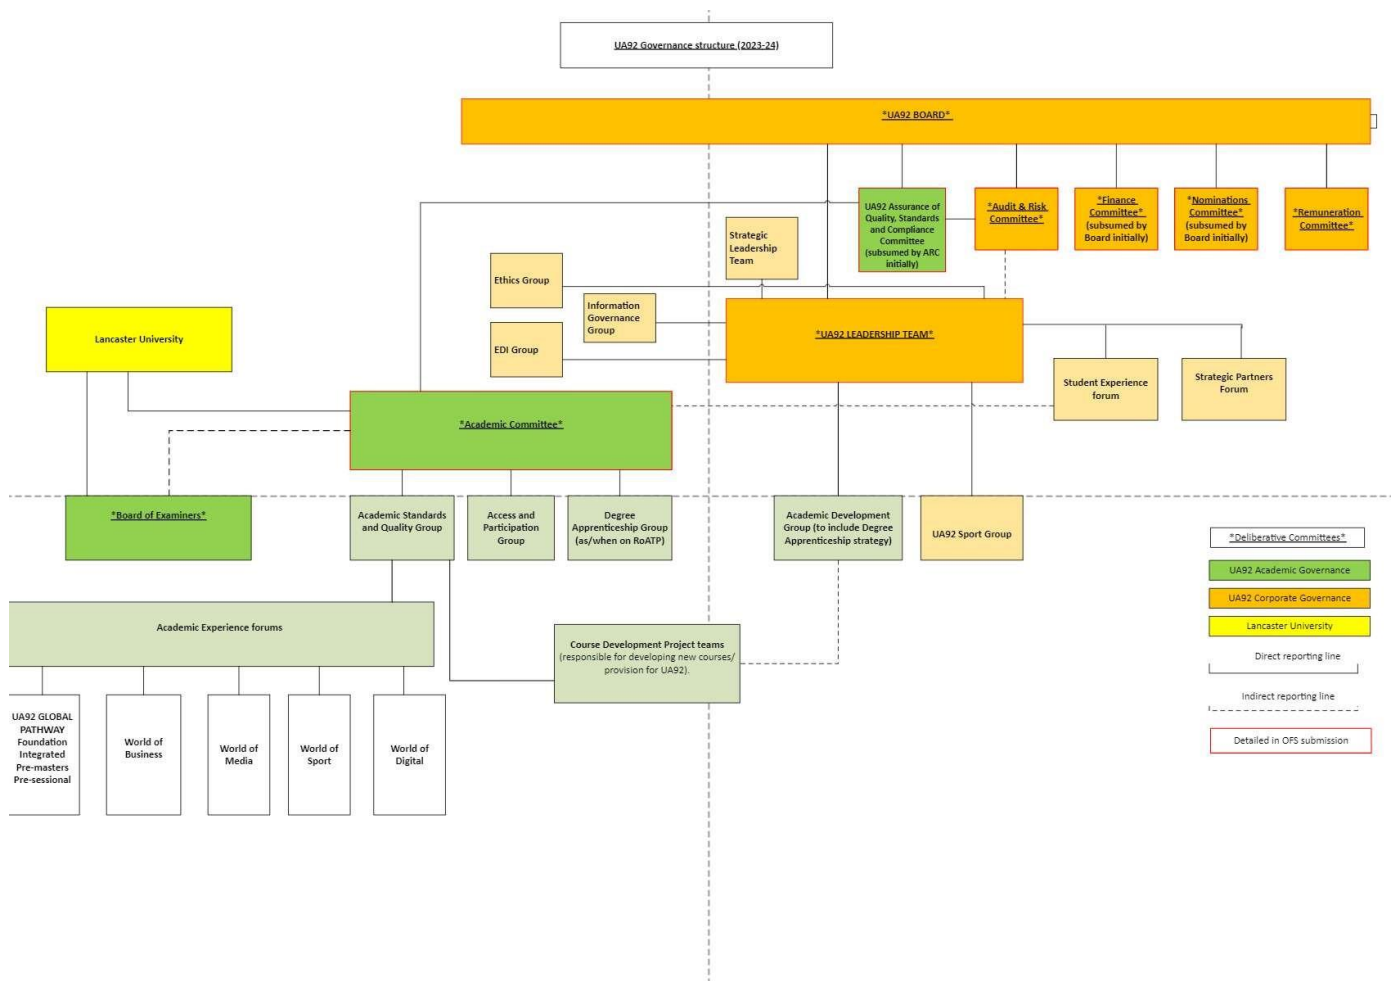 UA92 Governance structure (2023-24)
*UA92 BOARD*
UA92 Assurance of
Quality, Standards
and Compliance
Committee
(subsumed by ARC
initially)
*Audit & Risk
Committee*
*Finance
Committee*
(subsumed by
Board initially)
*Nominations
Committee*
(subsumed by
Board initially)
*Remuneration
Committee*
Strategic
Leadership
Team
Ethics Group
Information
Governance
Group
EDI Group
*UA92 LEADERSHIP TEAM*
Lancaster University
Student Experience
forum
Strategic Partners
Forum
*Academic Committee*
*Board of Examiners*
Academic Standards
and Quality Group
Access and
Participation
Group
Degree
Apprenticeship Group
(as/when on RoATP)
Academic Development
Group (to include Degree
Apprenticeship strategy)
UA92 Sport Group
*Deliberative Committees*
UA92 Academic Governance
UA92 Corporate Governance
Lancaster University
Direct reporting line
Indirect reporting line
Detailed in OFS submission
Academic Experience forums
Course Development Project teams
(responsible for developing new courses/
provision for UA92).
UA92 GLOBAL
PATHWAY
Foundation
Integrated
Pre-masters
Pre-sessional
World of
Business
World of
Media
World of
Sport
World of
Digital